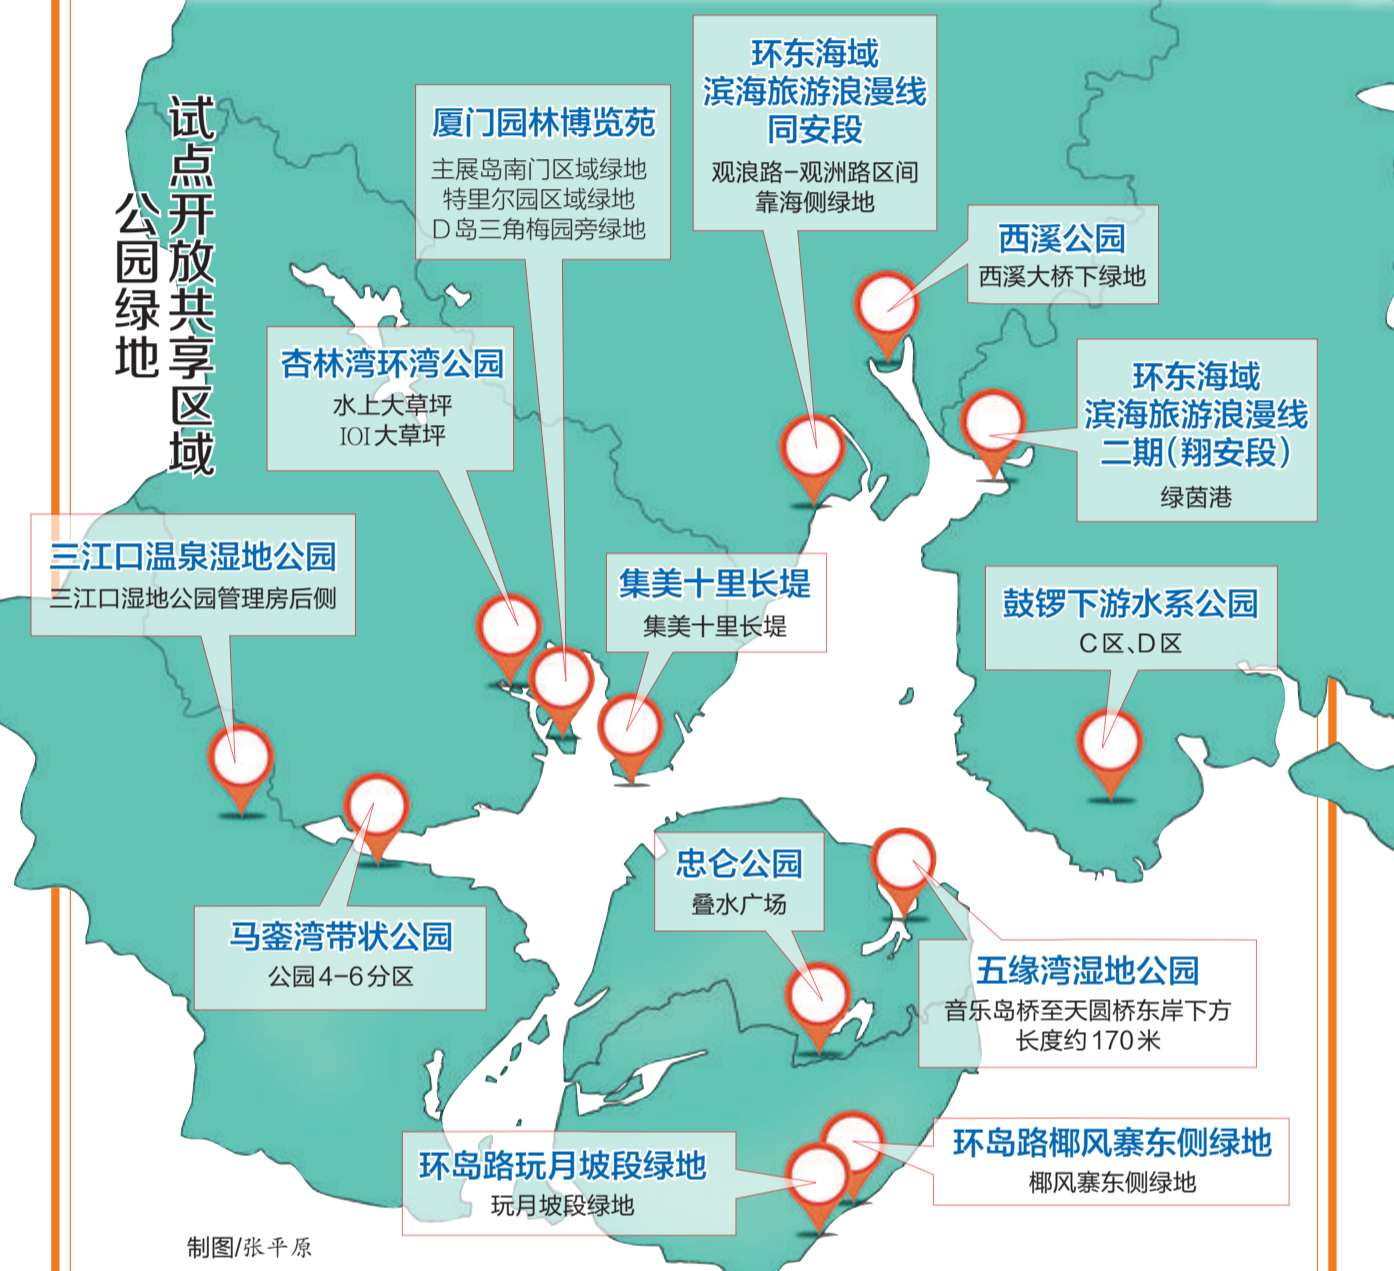 试点开放共享区域
公园绿地
环东海域
滨海旅游浪漫线
同安段
观浪路–观洲路区间
靠海侧绿地
厦门园林博览苑
主展岛南门区域绿地
特里尔园区域绿地
D岛三角梅园旁绿地
西溪公园
西溪大桥下绿地
杏林湾环湾公园
水上大草坪
IOI大草坪
环东海域
滨海旅游浪漫线
二期(翔安段)
绿茵港
三江口温泉湿地公园
三江口湿地公园管理房后侧
集美十里长堤
集美十里长堤
鼓锣下游水系公园
C区、D区
忠仑公园
叠水广场
马銮湾带状公园
公园4–6分区
五缘湾湿地公园
音乐岛桥至天圆桥东岸下方
长度约170米
环岛路椰风寨东侧绿地
椰风寨东侧绿地
环岛路玩月坡段绿地
玩月坡段绿地
制图/张平原